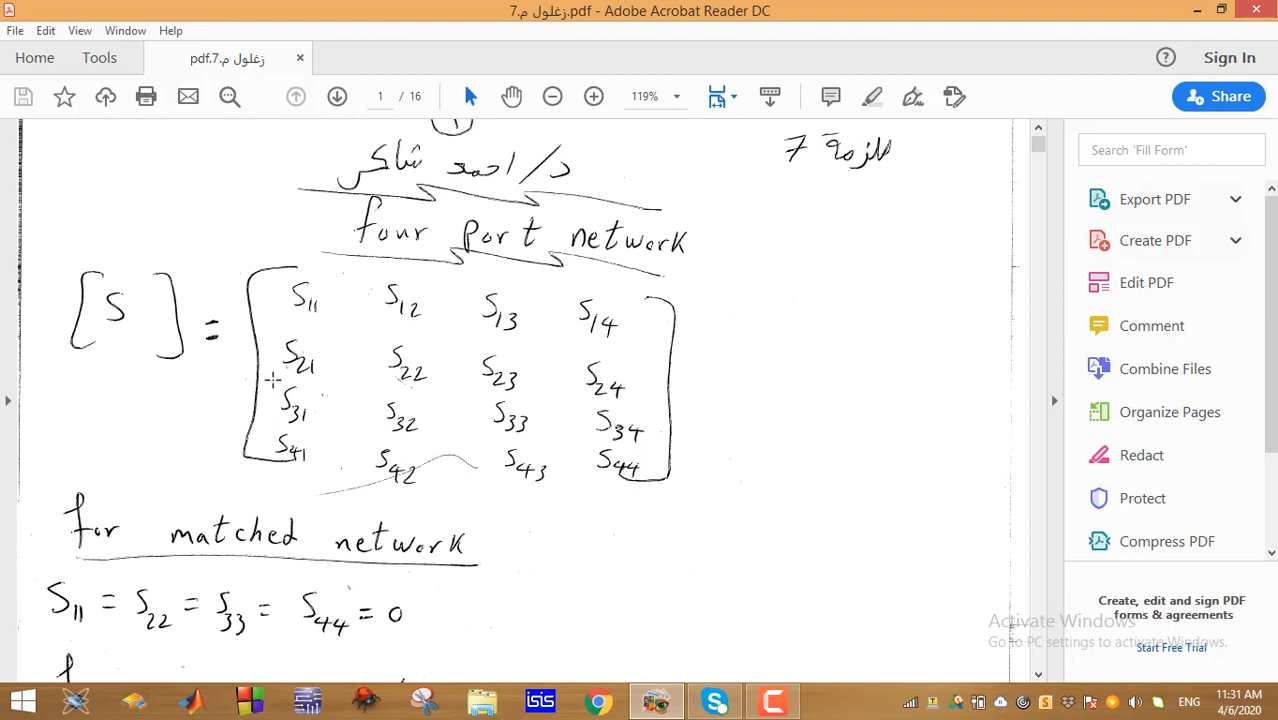 زغلول م.7.pdf - Adobe Acrobat Reader DC
File Edit View Window Help
Home Tools زغلول م.7.pdf × Sign In
1 / 16 119% Share
١
ملزمة 7
د/ احمد شاكر
four port network
[S] = [S11 S12 S13 S14
S21 S22 S23 S24
S31 S32 S33 S34
S41 S42 S43 S44]
for matched network
S11 = S22 = S33 = S44 = 0
Search 'Fill Form'
Export PDF
Create PDF
Edit PDF
Comment
Combine Files
Organize Pages
Redact
Protect
Compress PDF
Create, edit and sign PDF
forms & agreements
Start Free Trial
Activate Windows
Go to PC settings to activate Windows.
isis
11:31 AM
4/6/2020